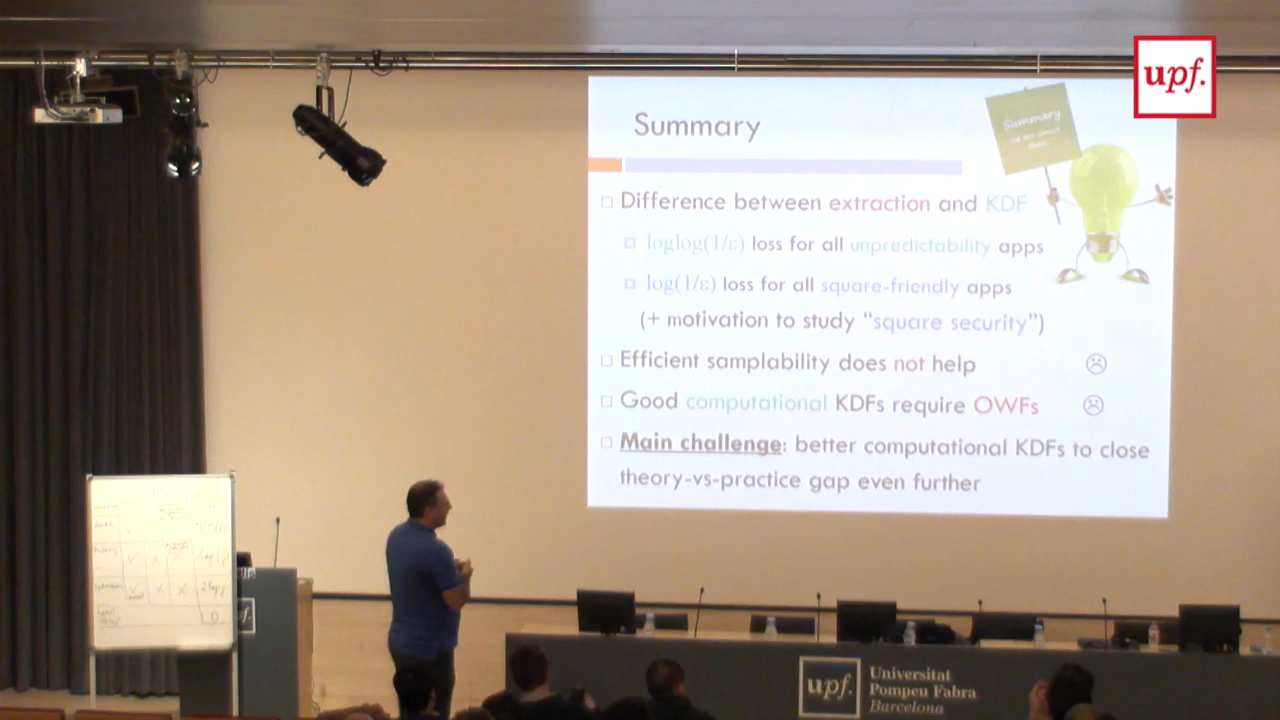 upf.
Summary
Summary
Difference between extraction and KDF
loglog(1/ε) loss for all unpredictability apps
log(1/ε) loss for all square-friendly apps
(+ motivation to study "square security")
Efficient samplability does not help
Good computational KDFs require OWFs
Main challenge: better computational KDFs to close
theory-vs-practice gap even further
upf.
Universitat
Pompeu Fabra
Barcelona